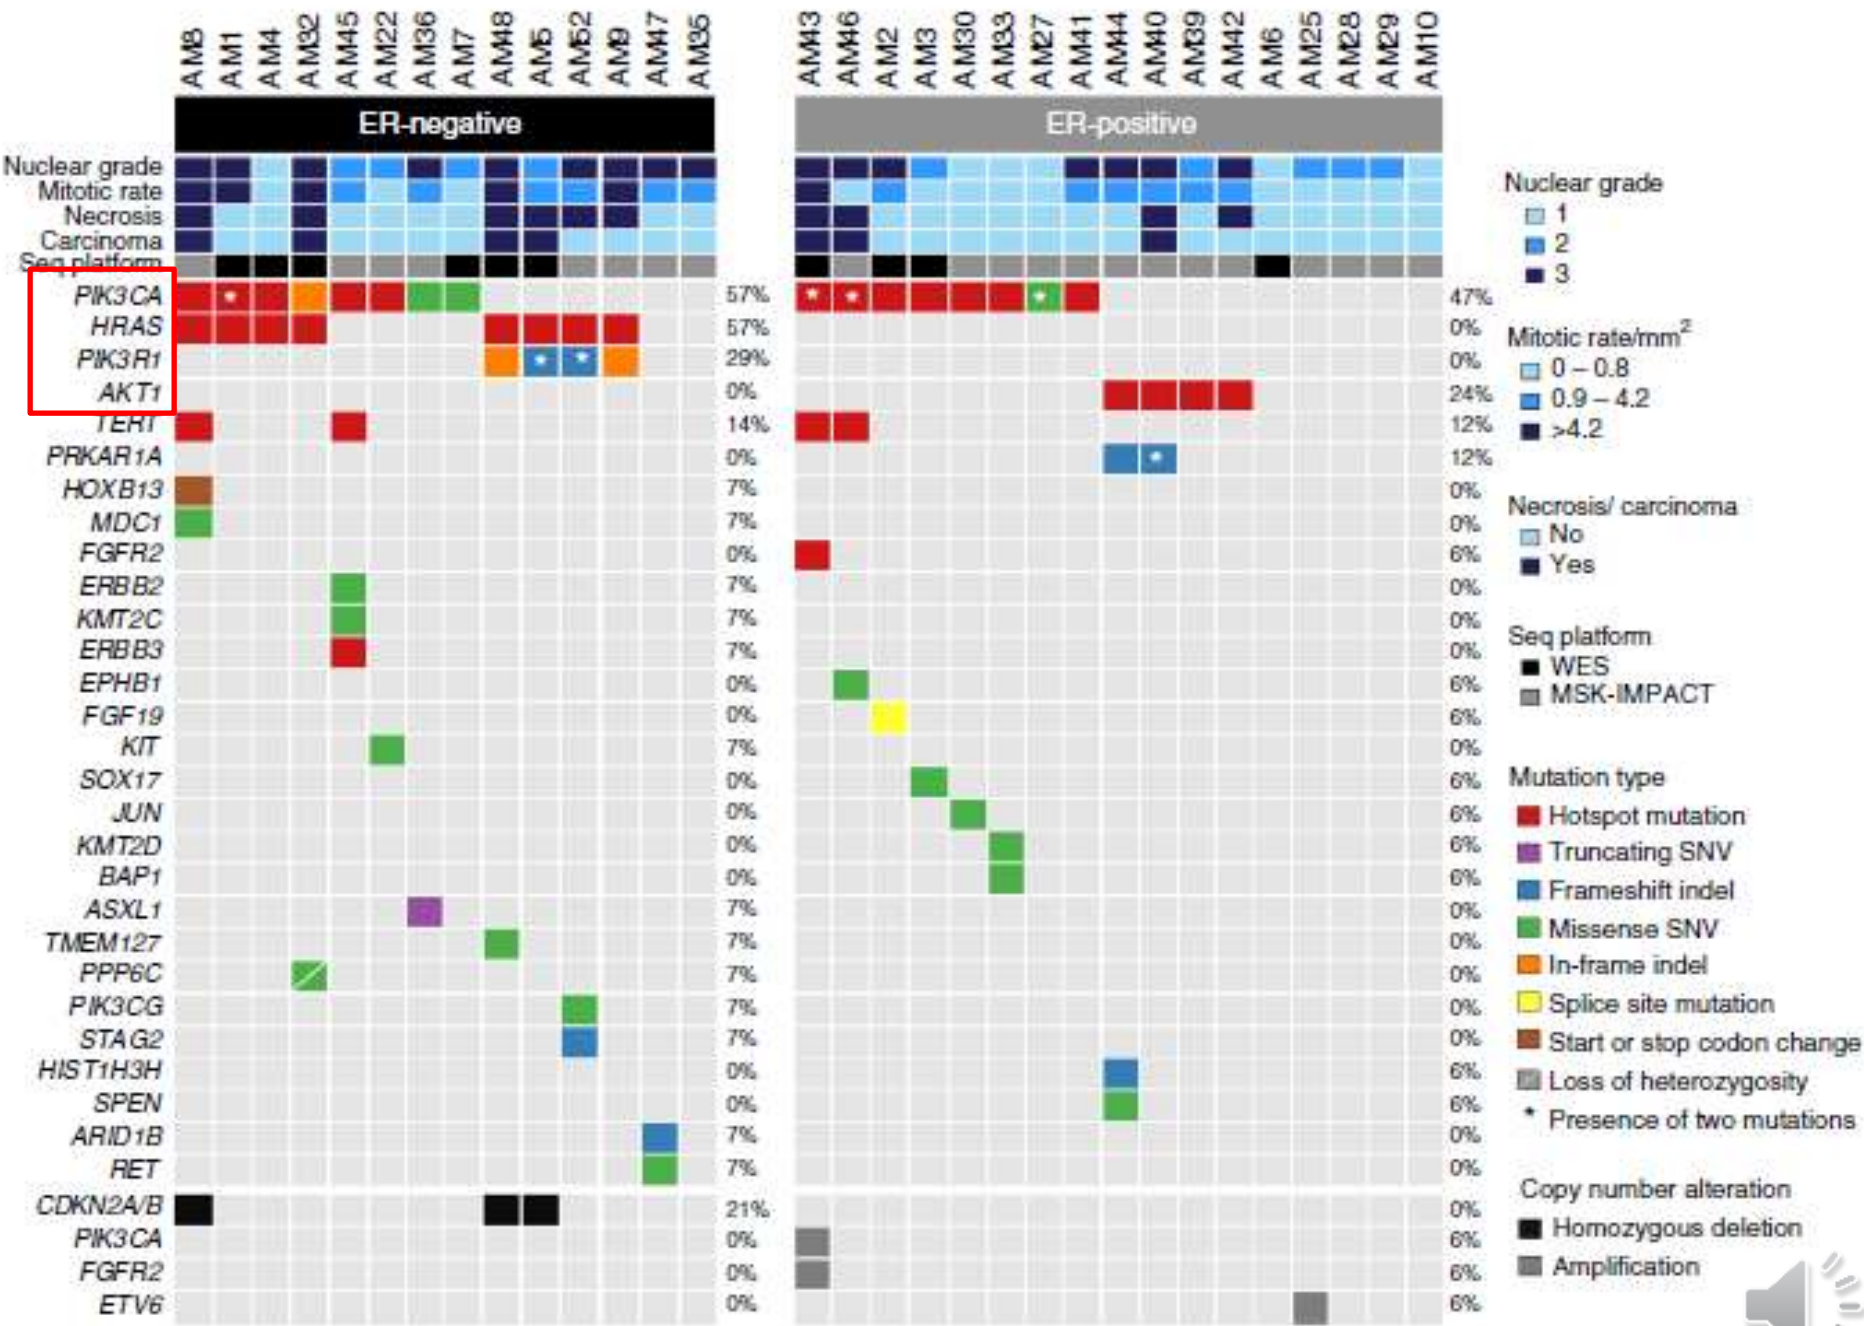 AM8 AM1 AM4 AM32 AM45 AM22 AM36 AM7 AM48 AM5 AM52 AM9 AM47 AM35 AM43 AM46 AM2 AM3 AM30 AM33 AM27 AM41 AM44 AM40 AM39 AM42 AM6 AM25 AM28 AM29 AM10
ER-negative ER-positive
Nuclear grade
Mitotic rate
Necrosis
Carcinoma
Seq platform
PIK3CA * 57% * * * 47%
HRAS 57% 0%
PIK3R1 * * 29% 0%
AKT1 0% 24%
TERT 14% 12%
PRKAR1A 0% * 12%
HOXB13 7% 0%
MDC1 7% 0%
FGFR2 0% 6%
ERBB2 7% 0%
KMT2C 7% 0%
ERBB3 7% 0%
EPHB1 0% 6%
FGF19 0% 6%
KIT 7% 0%
SOX17 0% 6%
JUN 0% 6%
KMT2D 0% 6%
BAP1 0% 6%
ASXL1 7% 0%
TMEM127 7% 0%
PPP6C 7% 0%
PIK3CG 7% 0%
STAG2 7% 0%
HIST1H3H 0% 6%
SPEN 0% 6%
ARID1B 7% 0%
RET 7% 0%
CDKN2A/B 21% 0%
PIK3CA 0% 6%
FGFR2 0% 6%
ETV6 0% 6%
Nuclear grade
1
2
3
Mitotic rate/mm²
0 – 0.8
0.9 – 4.2
>4.2
Necrosis/ carcinoma
No
Yes
Seq platform
WES
MSK-IMPACT
Mutation type
Hotspot mutation
Truncating SNV
Frameshift indel
Missense SNV
In-frame indel
Splice site mutation
Start or stop codon change
Loss of heterozygosity
* Presence of two mutations
Copy number alteration
Homozygous deletion
Amplification